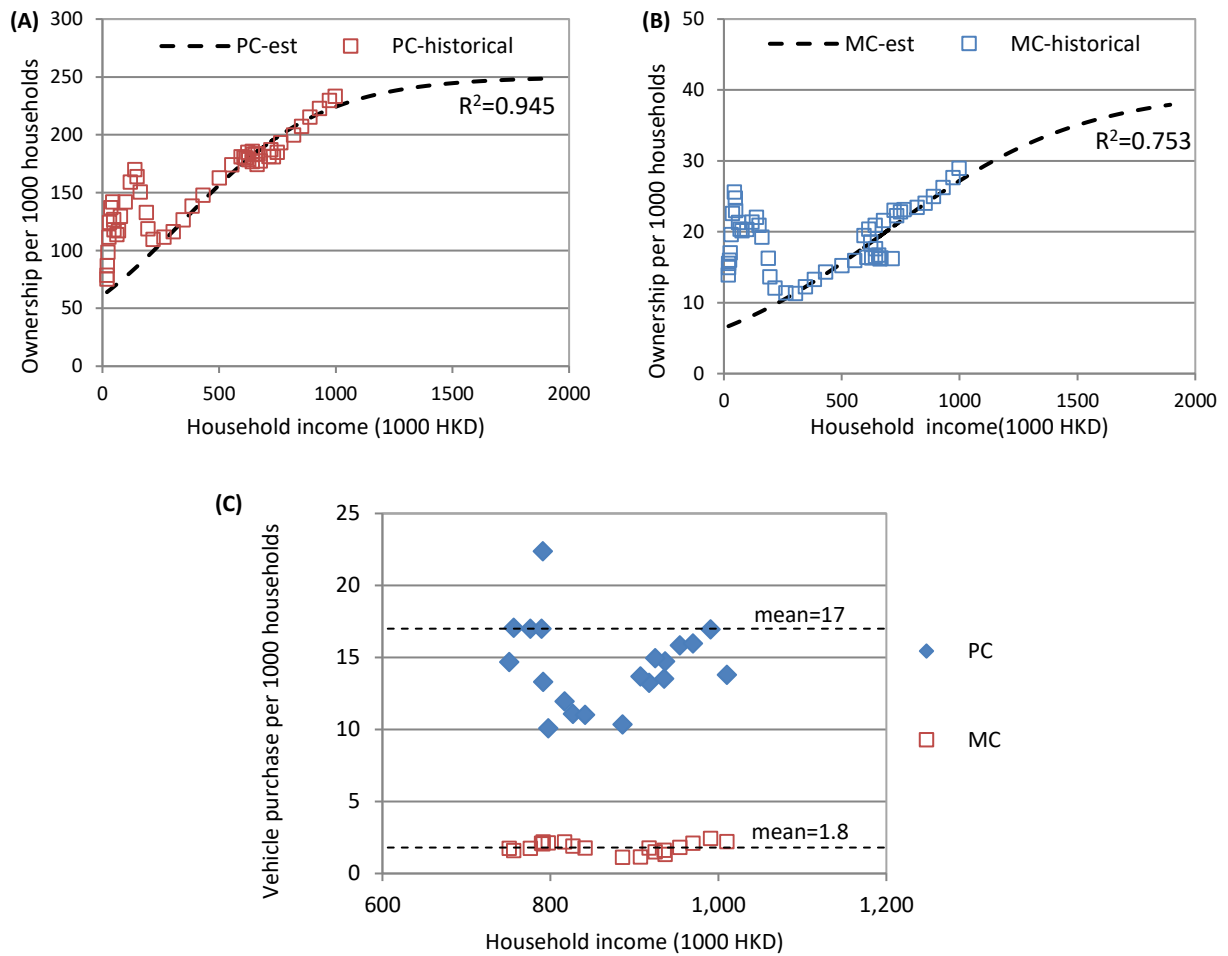 (A)
PC-est PC-historical
R²=0.945
Ownership per 1000 households
300
250
200
150
100
50
0
0 500 1000 1500 2000
Household income (1000 HKD)
(B)
MC-est MC-historical
R²=0.753
Ownership per 1000 households
50
40
30
20
10
0
0 500 1000 1500 2000
Household income(1000 HKD)
(C)
Vehicle purchase per 1000 households
25
20
15
10
5
0
mean=17
mean=1.8
PC
MC
600 800 1,000 1,200
Household income (1000 HKD)